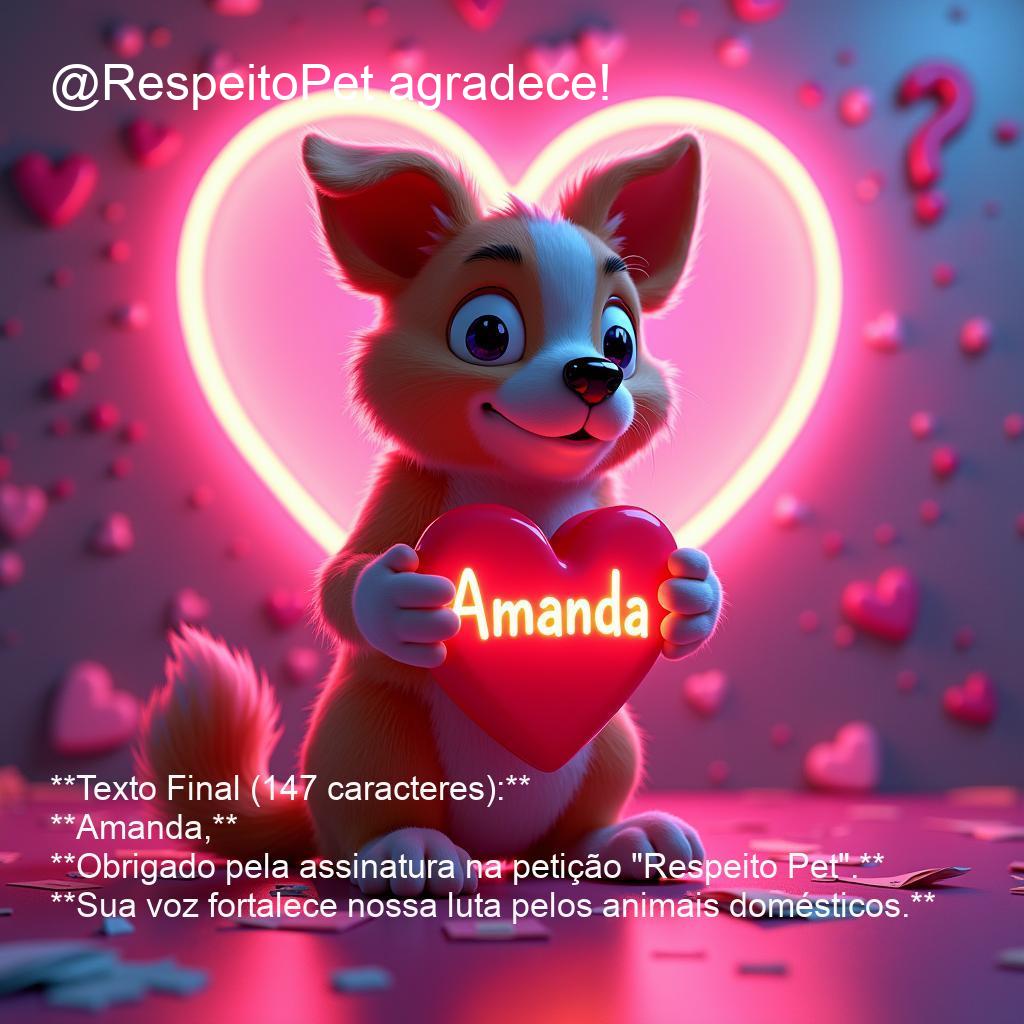 @RespeitoPet agradece!
Amanda
**Texto Final (147 caracteres):**
**Amanda,**
**Obrigado pela assinatura na petição "Respeito Pet".**
**Sua voz fortalece nossa luta pelos animais domésticos.**